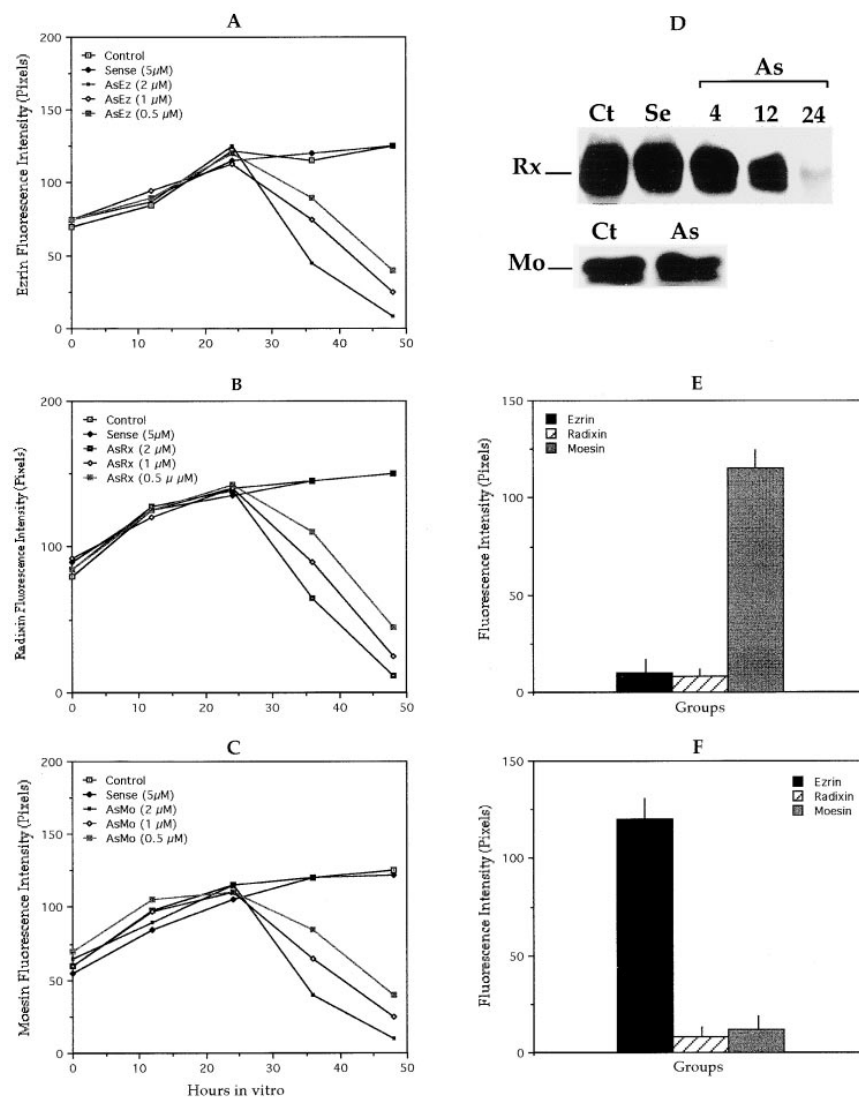 A
Ezrin Fluorescence Intensity (Pixels)
200
150
100
50
0
Control
Sense (5µM)
AsEz (2 µM)
AsEz (1 µM)
AsEz (0.5 µM)
0 10 20 30 40 50
B
Radixin Fluorescence Intensity (Pixels)
200
100
0
Control
Sense (5µM)
AsRx (2 µM)
AsRx (1 µM)
AsRx (0.5 µ µM)
0 10 20 30 40 50
C
Moesin Fluorescence Intensity (Pixels)
200
150
100
50
0
Control
Sense (5µM)
AsMo (2 µM)
AsMo (1 µM)
AsMo (0.5 µM)
0 10 20 30 40 50
Hours in vitro
D
As
Ct Se 4 12 24
Rx
Ct As
Mo
E
Fluorescence Intensity (Pixels)
150
100
50
0
Ezrin
Radixin
Moesin
Groups
F
Fluorescence Intensity (Pixels)
150
100
50
0
Ezrin
Radixin
Moesin
Groups